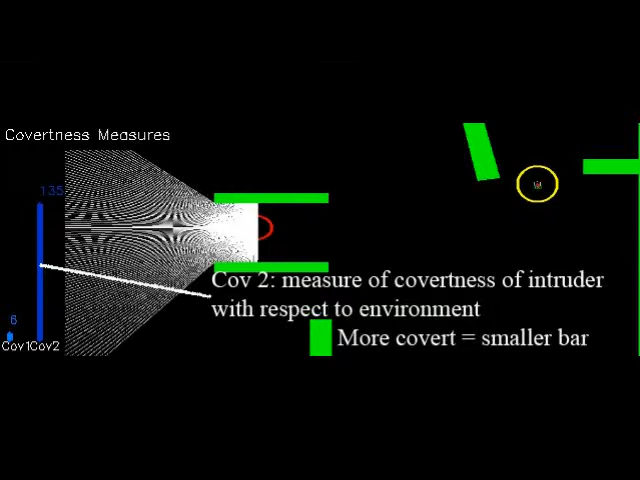 Covertness Measures
135
Cov 2: measure of covertness of intruder
with respect to environment
6
More covert = smaller bar
Cov1Cov2